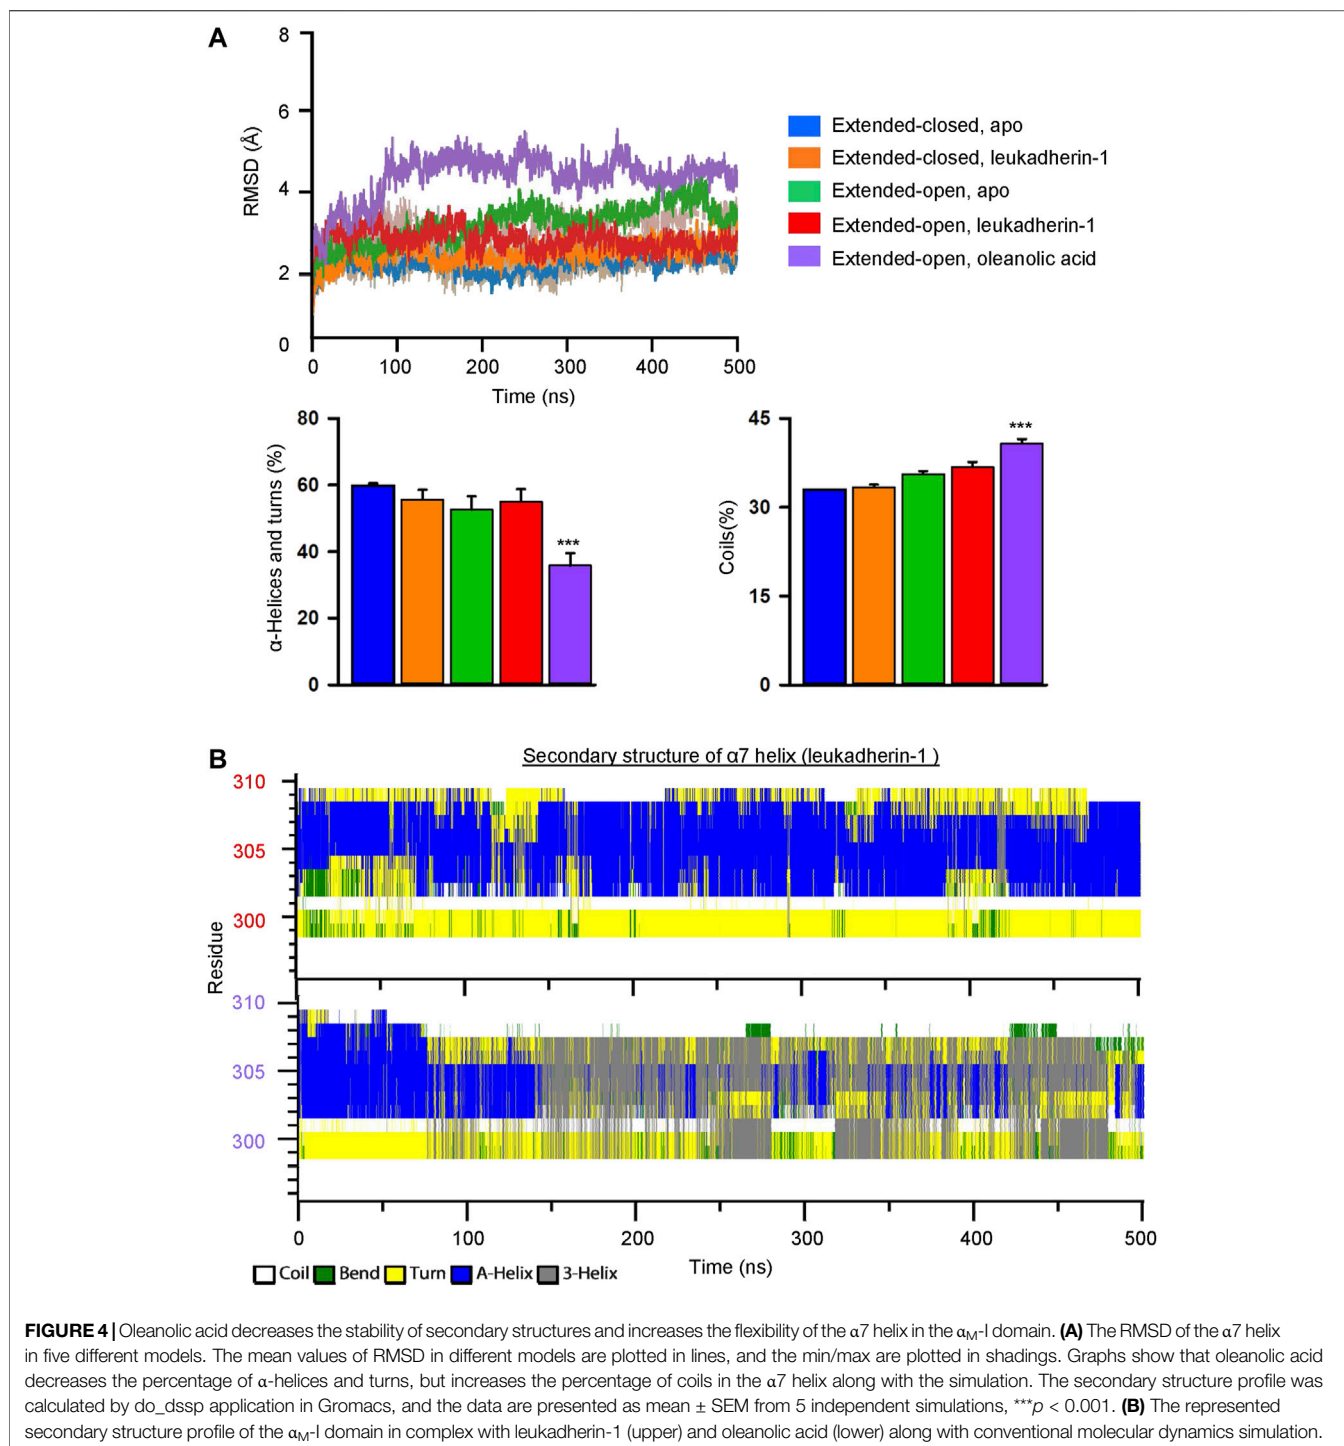 A
8
6
4
2
0
RMSD (Å)
0 100 200 300 400 500
Time (ns)
Extended-closed, apo
Extended-closed, leukadherin-1
Extended-open, apo
Extended-open, leukadherin-1
Extended-open, oleanolic acid
80
60
40
20
0
α-Helices and turns (%)
***
45
30
15
0
Coils(%)
***
B
Secondary structure of α7 helix (leukadherin-1 )
310
305
300
Residue
310
305
300
0 100 200 300 400 500
Time (ns)
Coil Bend Turn A-Helix 3-Helix
FIGURE 4 | Oleanolic acid decreases the stability of secondary structures and increases the flexibility of the α7 helix in the αM-I domain. (A) The RMSD of the α7 helix
in five different models. The mean values of RMSD in different models are plotted in lines, and the min/max are plotted in shadings. Graphs show that oleanolic acid
decreases the percentage of α-helices and turns, but increases the percentage of coils in the α7 helix along with the simulation. The secondary structure profile was
calculated by do_dssp application in Gromacs, and the data are presented as mean ± SEM from 5 independent simulations, ***p < 0.001. (B) The represented
secondary structure profile of the αM-I domain in complex with leukadherin-1 (upper) and oleanolic acid (lower) along with conventional molecular dynamics simulation.